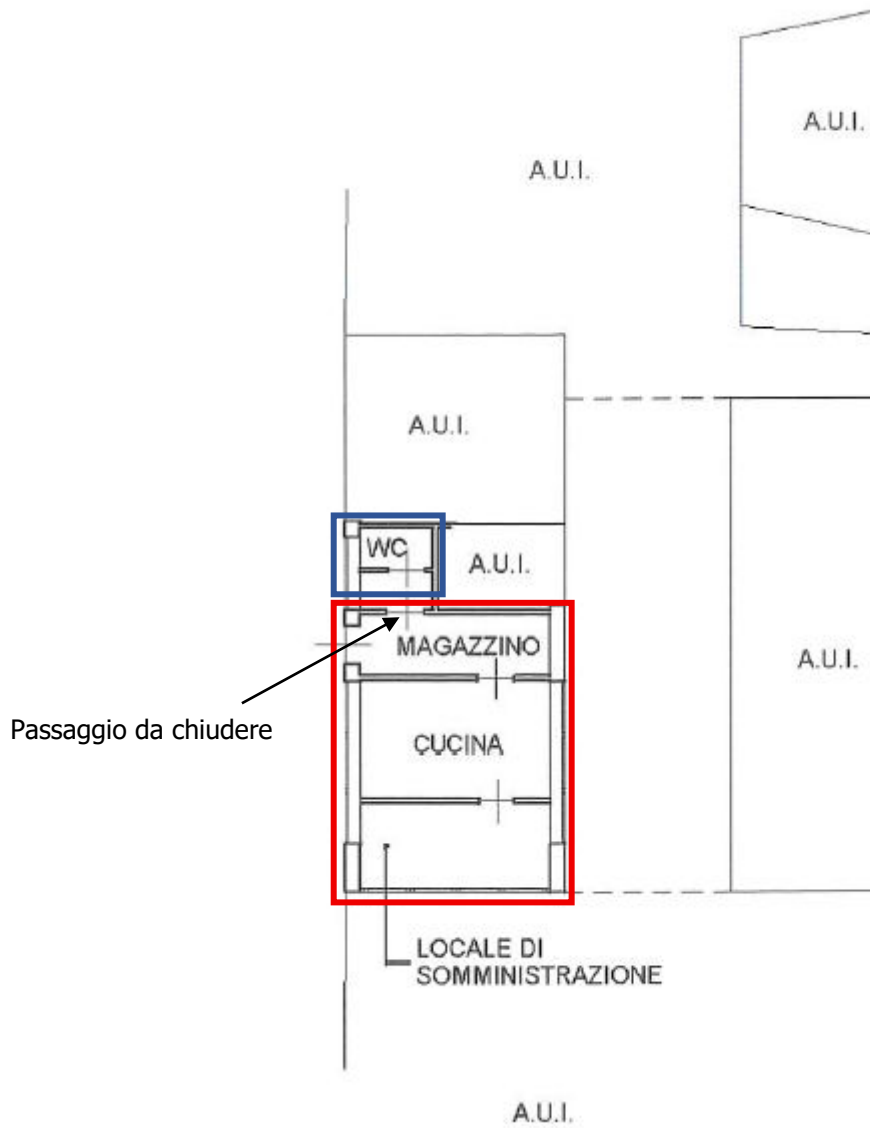 A.U.I.
A.U.I.
A.U.I.
WC
A.U.I.
MAGAZZINO
A.U.I.
Passaggio da chiudere
CUCINA
LOCALE DI
SOMMINISTRAZIONE
A.U.I.